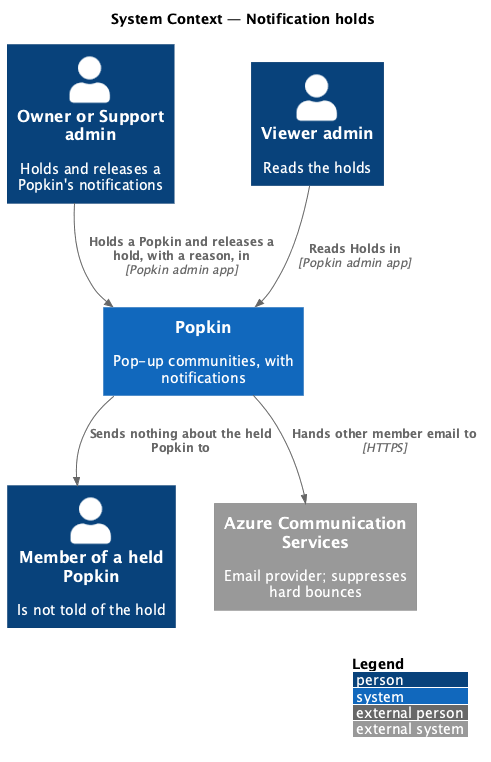 System Context — Notification holds
Owner or Support
admin
Holds and releases a
Popkin's notifications
Viewer admin
Reads the holds
Holds a Popkin and releases a
hold, with a reason, in
[Popkin admin app]
Reads Holds in
[Popkin admin app]
Popkin
Pop-up communities, with
notifications
Sends nothing about the held
Popkin to
Hands other member email to
[HTTPS]
Member of a held
Popkin
Is not told of the hold
Azure Communication
Services
Email provider; suppresses
hard bounces
Legend
person
system
external person
external system